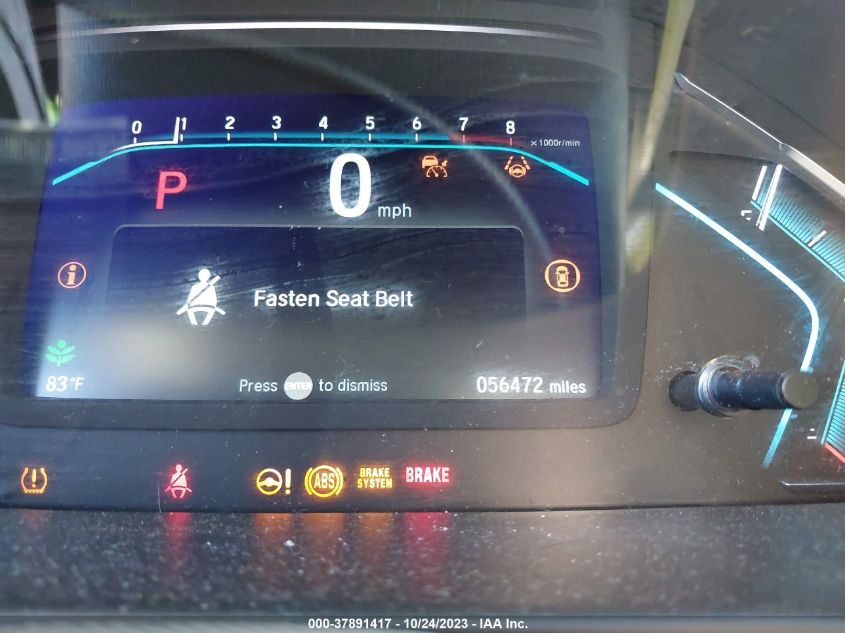 0 1 2 3 4 5 6 7 8 x1000r/min
P 0 mph
i
Fasten Seat Belt
83°F Press ENTER to dismiss 056472 miles
! ! ABS BRAKE SYSTEM BRAKE
000-37891417 - 10/24/2023 - IAA Inc.